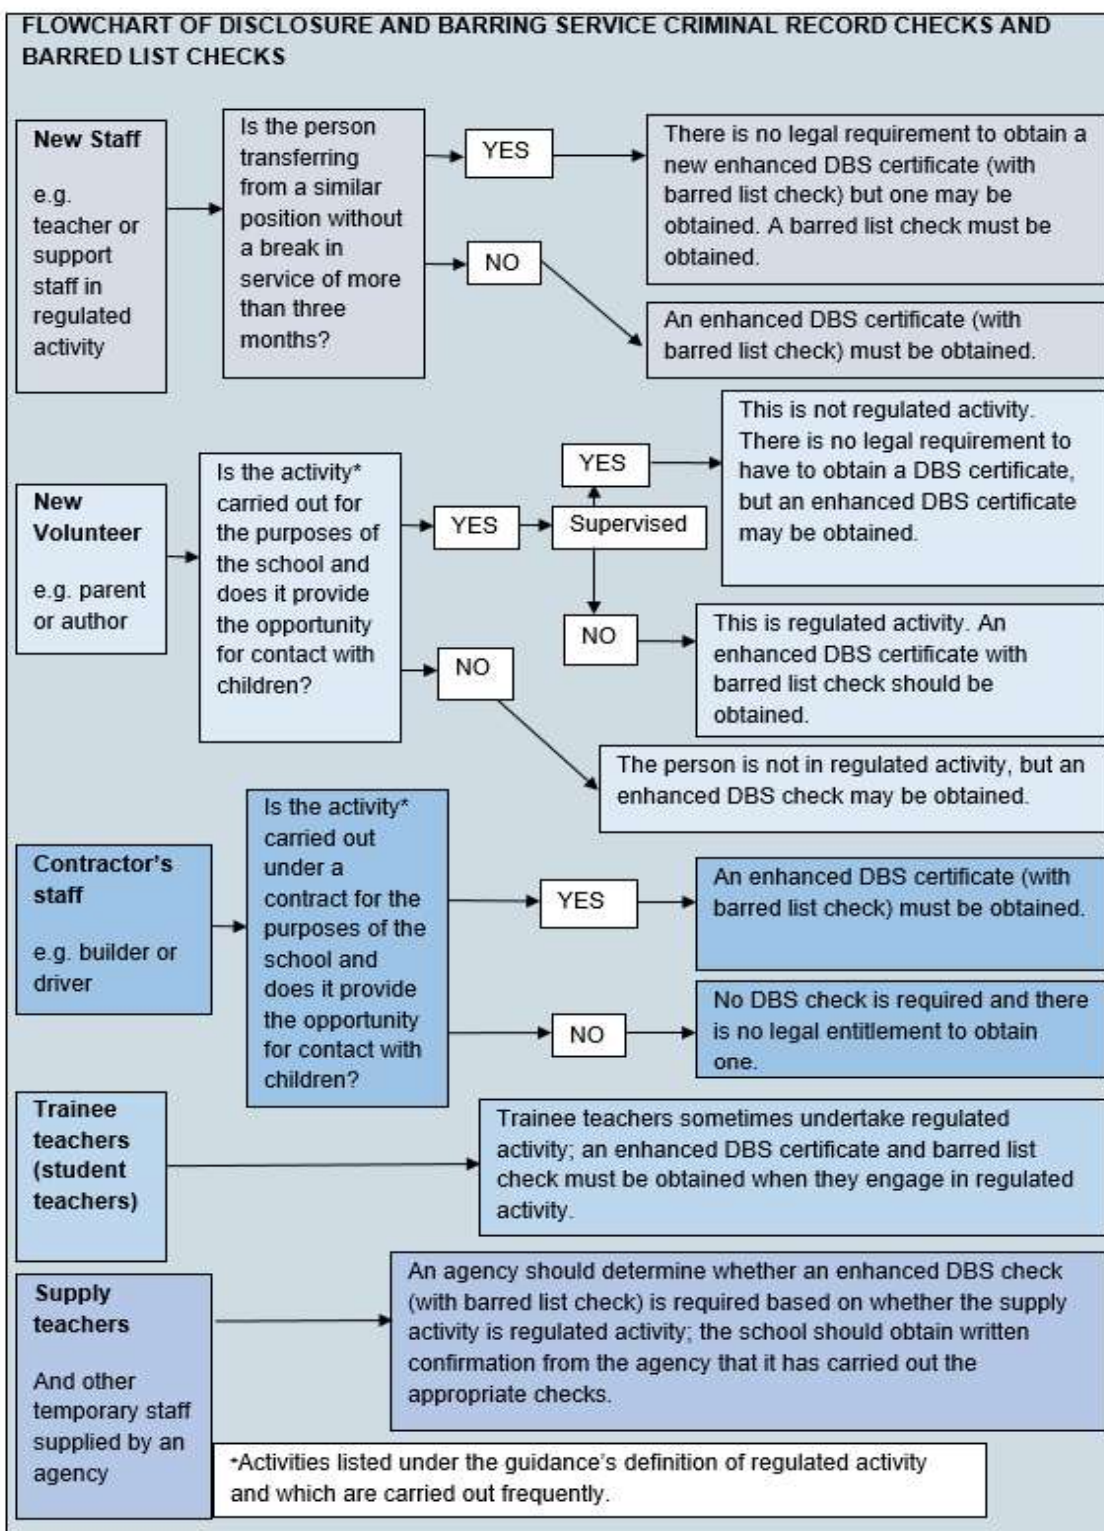 FLOWCHART OF DISCLOSURE AND BARRING SERVICE CRIMINAL RECORD CHECKS AND
BARRED LIST CHECKS
New Staff
e.g.
teacher or
support
staff in
regulated
activity
Is the person
transferring
from a similar
position without
a break in
service of more
than three
months?
YES
There is no legal requirement to obtain a
new enhanced DBS certificate (with
barred list check) but one may be
obtained. A barred list check must be
obtained.
NO
An enhanced DBS certificate (with
barred list check) must be obtained.
New
Volunteer
e.g. parent
or author
Is the activity*
carried out for
the purposes of
the school and
does it provide
the opportunity
for contact with
children?
YES
Supervised
YES
This is not regulated activity.
There is no legal requirement to
have to obtain a DBS certificate,
but an enhanced DBS certificate
may be obtained.
NO
This is regulated activity. An
enhanced DBS certificate with
barred list check should be
obtained.
NO
The person is not in regulated activity, but an
enhanced DBS check may be obtained.
Contractor's
staff
e.g. builder or
driver
Is the activity*
carried out
under a
contract for the
purposes of the
school and
does it provide
the opportunity
for contact with
children?
YES
An enhanced DBS certificate (with
barred list check) must be obtained.
NO
No DBS check is required and there
is no legal entitlement to obtain
one.
Trainee
teachers
(student
teachers)
Trainee teachers sometimes undertake regulated
activity; an enhanced DBS certificate and barred list
check must be obtained when they engage in regulated
activity.
Supply
teachers
And other
temporary staff
supplied by an
agency
An agency should determine whether an enhanced DBS check
(with barred list check) is required based on whether the supply
activity is regulated activity; the school should obtain written
confirmation from the agency that it has carried out the
appropriate checks.
*Activities listed under the guidance's definition of regulated activity
and which are carried out frequently.